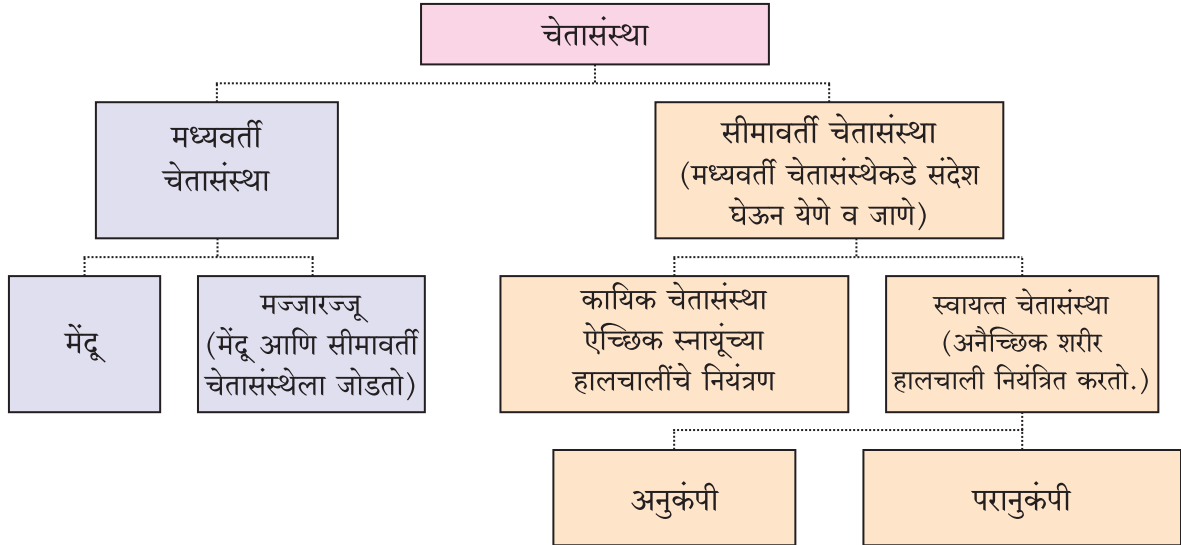 चेतासंस्था
मध्यवर्ती
चेतासंस्था
सीमावर्ती चेतासंस्था
(मध्यवर्ती चेतासंस्थेकडे संदेश
घेऊन येणे व जाणे)
मेंदू
मज्जारज्जू
(मेंदू आणि सीमावर्ती
चेतासंस्थेला जोडतो)
कायिक चेतासंस्था
ऐच्छिक स्नायूंच्या
हालचालींचे नियंत्रण
स्वायत्त चेतासंस्था
(अनैच्छिक शरीर
हालचाली नियंत्रित करतो.)
अनुकंपी
परानुकंपी